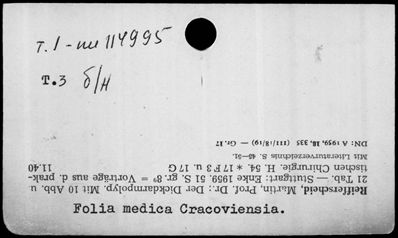 т.1 - nu 114995
т.3 б/н
Folia medica Cracoviensia.
Reifferscheid, Martin, Prof. Dr.: Der Dickdarmpolyp. Mit 10 Abb. u.
21 Tab. — Stuttgart: Enke 1959. 51 S. gr. 8° = Vorträge aus d. prak-
tischen Chirurgie. H. 54. * 17 F 3 u. 17 G 11.40
Mit Literaturverzeichnis S. 45-51.
DN: A 1959, 18, 335 (III/18/19) — Gr. 17